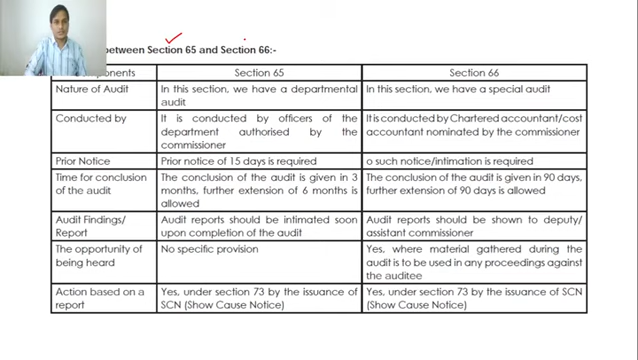 between Section 65 and Section 66:-
ponents Section 65 Section 66
Nature of Audit In this section, we have a departmental In this section, we have a special audit
audit
Conducted by It is conducted by officers of the It is conducted by Chartered accountant/cost
department authorised by the accountant nominated by the commissioner
commissioner
Prior Notice Prior notice of 15 days is required o such notice/intimation is required
Time for conclusion The conclusion of the audit is given in 3 The conclusion of the audit is given in 90 days,
of the audit months, further extension of 6 months is further extension of 90 days is allowed
allowed
Audit Findings/ Audit reports should be intimated soon Audit reports should be shown to deputy/
Report upon completion of the audit assistant commissioner
The opportunity of No specific provision Yes, where material gathered during the
being heard audit is to be used in any proceedings against
the auditee
Action based on a Yes, under section 73 by the issuance of Yes, under section 73 by the issuance of SCN
report SCN (Show Cause Notice) (Show Cause Notice)